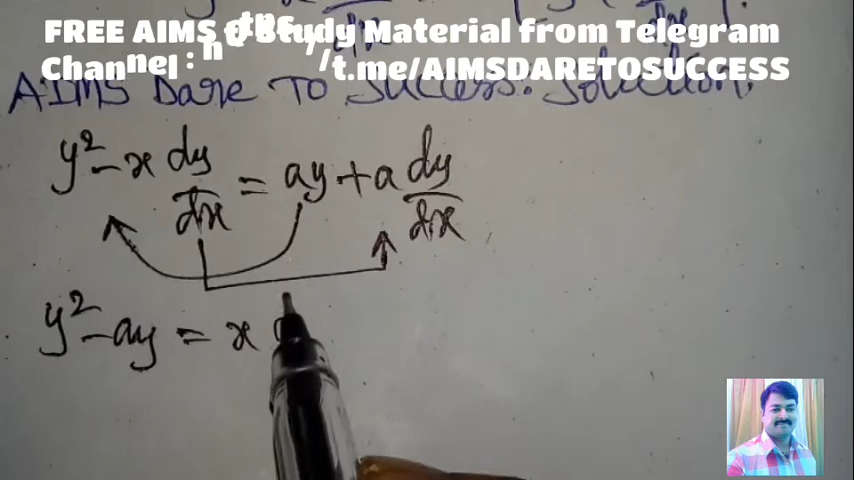 FREE AIMS & Study Material from Telegram
Channel : https://t.me/AIMSDARETOSUCCESS
AIMS Dare To Success. Solution.
y² - x dy/dx = ay + a dy/dx
y² - ay = x